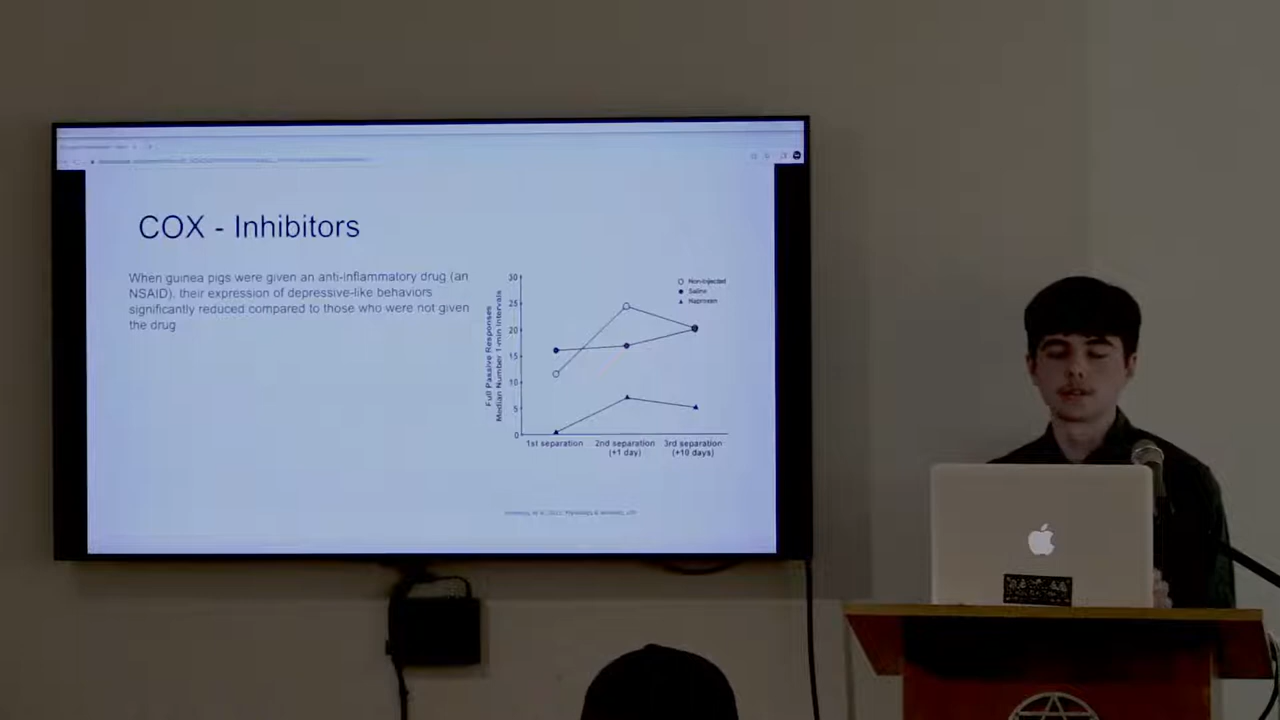 COX - Inhibitors
When guinea pigs were given an anti-inflammatory drug (an
NSAID), their expression of depressive-like behaviors
significantly reduced compared to those who were not given
the drug
Full Passive Responses
Median Number 1-min Intervals
30
25
20
15
10
5
0
Non-Injected
Saline
Naproxen
1st separation
2nd separation
(+1 day)
3rd separation
(+10 days)